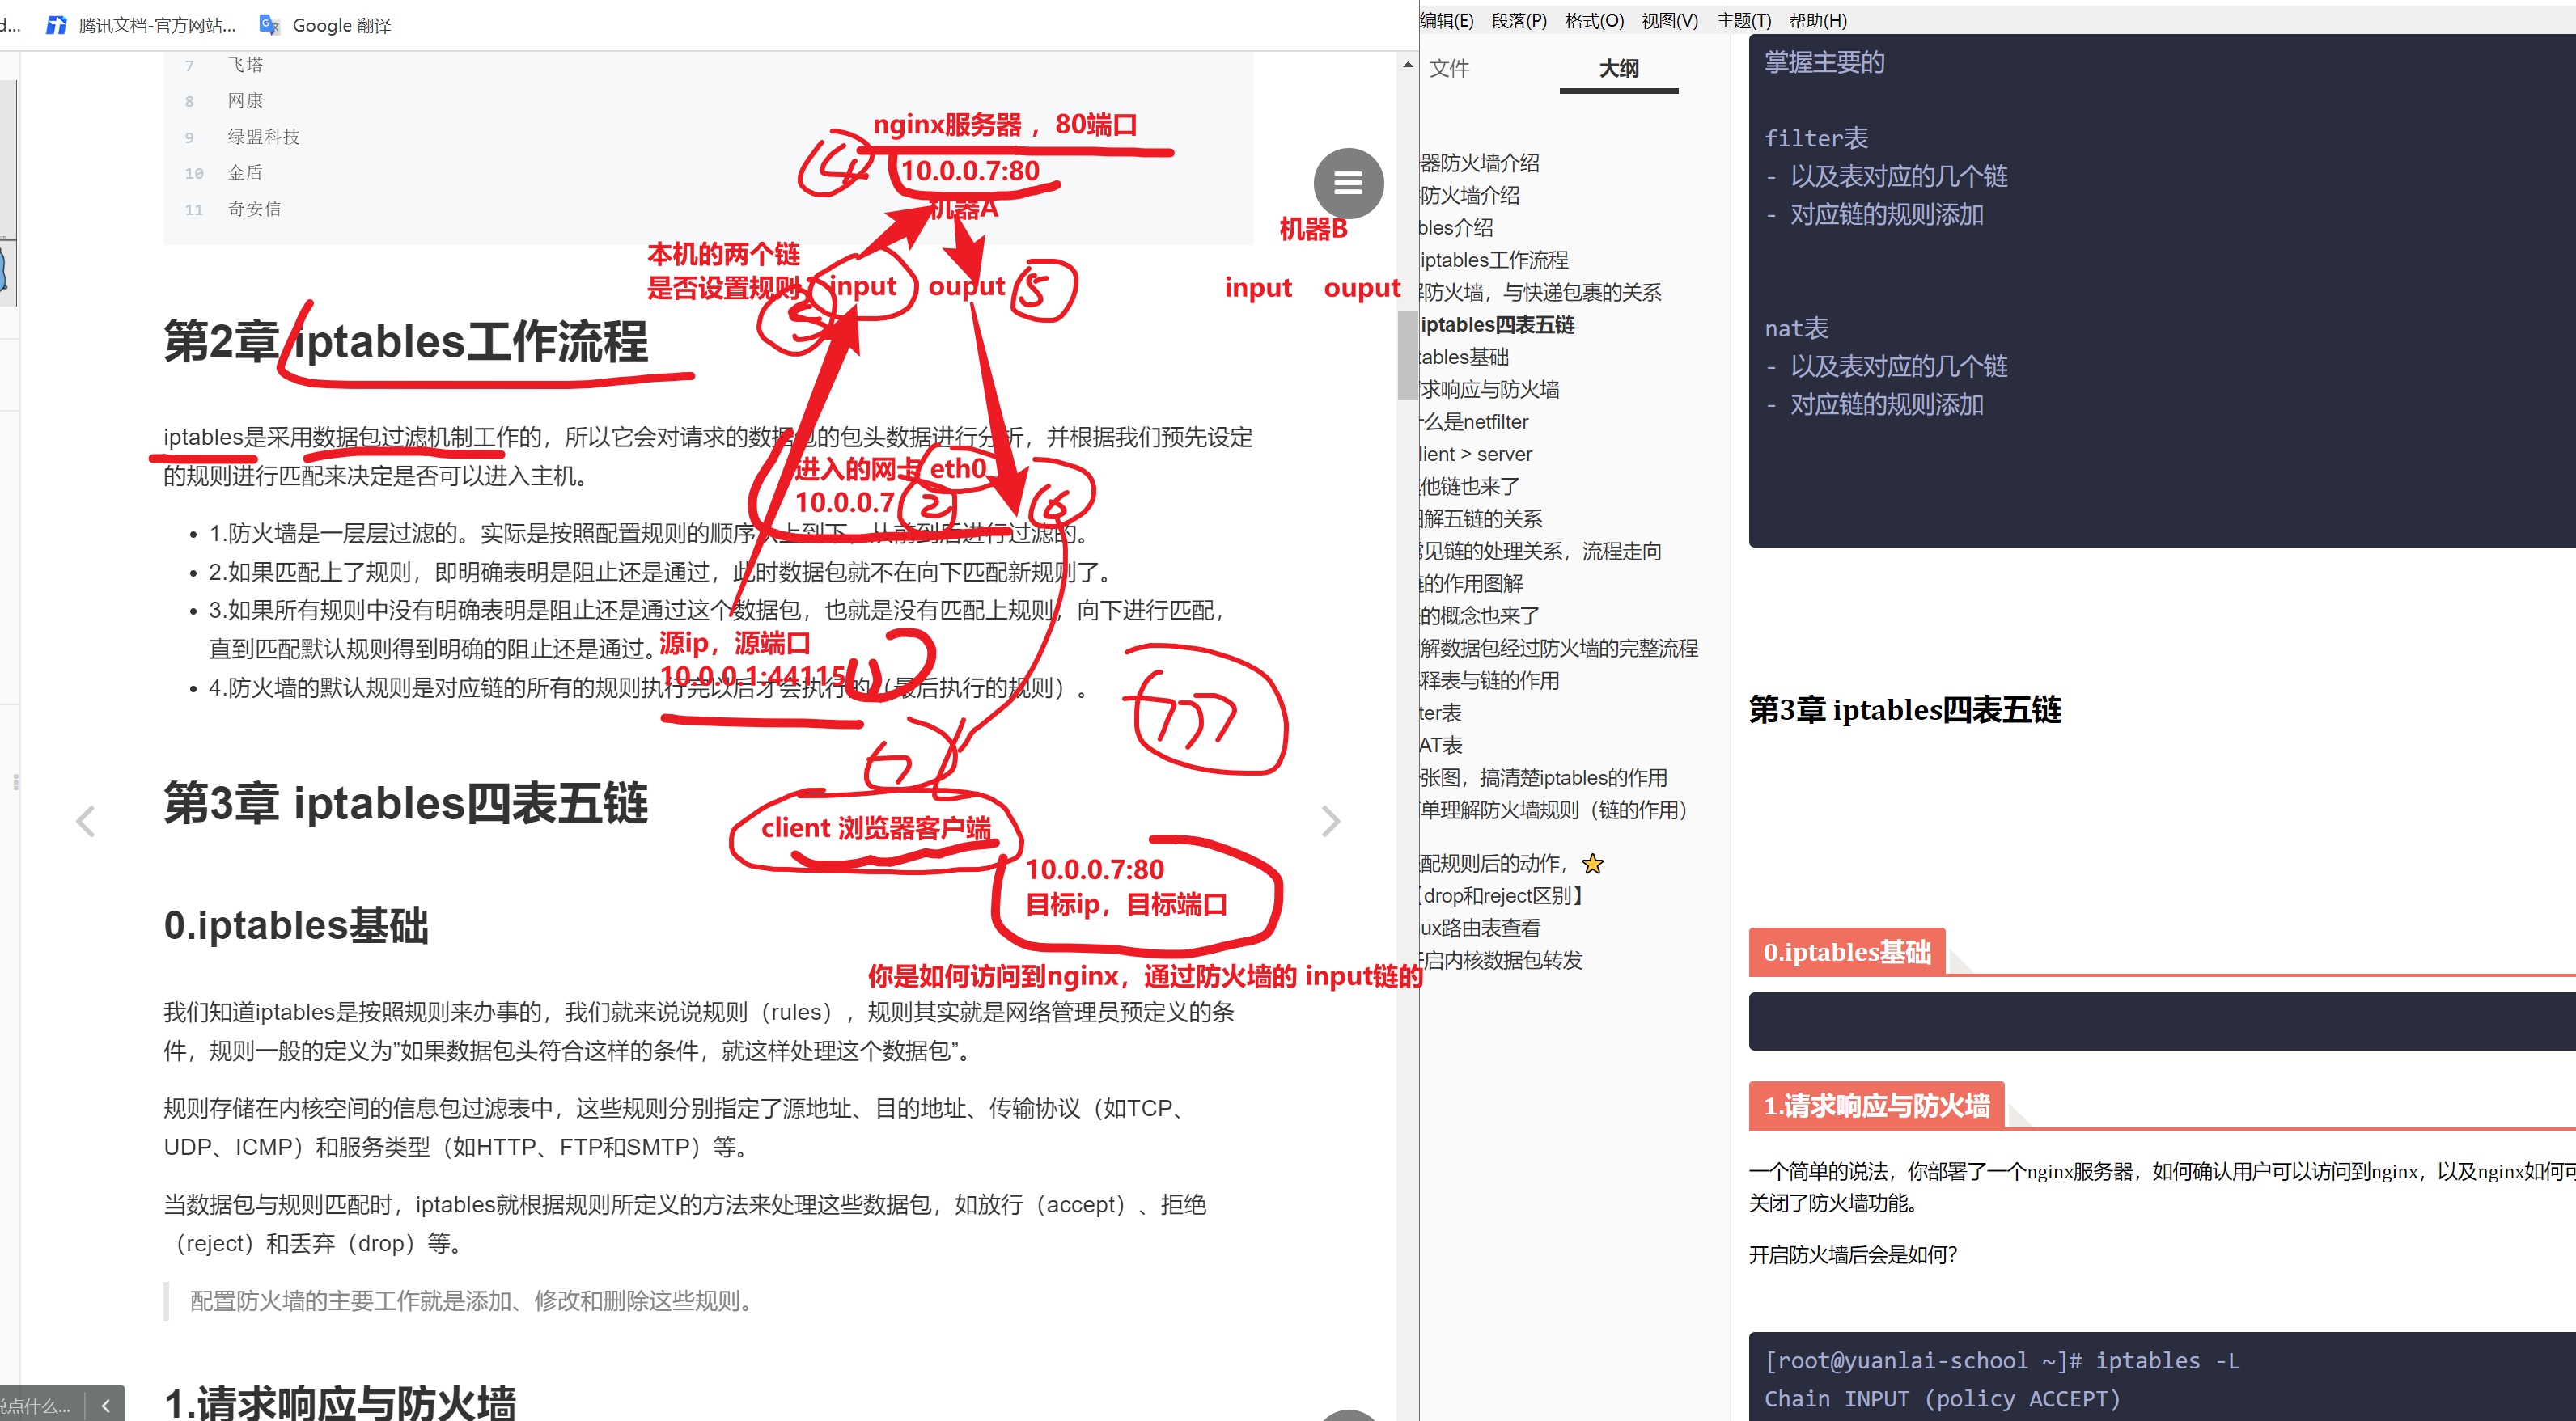 腾讯文档-官方网站...
Google 翻译
7 飞塔
8 网康
9 绿盟科技
10 金盾
11 奇安信
nginx服务器，80端口
10.0.0.7:80
机器A
机器B
本机的两个链
是否设置规则
input ouput
5
input ouput
第2章 iptables工作流程
iptables是采用数据包过滤机制工作的，所以它会对请求的数据包的包头数据进行分析，并根据我们预先设定
的规则进行匹配来决定是否可以进入主机。
进入的网卡 eth0
10.0.0.7
2
6
1.防火墙是一层层过滤的。实际是按照配置规则的顺序从上到下，从前到后进行过滤的。
2.如果匹配上了规则，即明确表明是阻止还是通过，此时数据包就不在向下匹配新规则了。
3.如果所有规则中没有明确表明是阻止还是通过这个数据包，也就是没有匹配上规则，向下进行匹配，
直到匹配默认规则得到明确的阻止还是通过。
源ip，源端口
10.0.0.1:44115
4.防火墙的默认规则是对应链的所有的规则执行完以后才会执行的（最后执行的规则）。
第3章 iptables四表五链
client 浏览器客户端
10.0.0.7:80
目标ip，目标端口
0.iptables基础
你是如何访问到nginx，通过防火墙的 input链的
我们知道iptables是按照规则来办事的，我们就来说说规则（rules），规则其实就是网络管理员预定义的条
件，规则一般的定义为”如果数据包头符合这样的条件，就这样处理这个数据包”。
规则存储在内核空间的信息包过滤表中，这些规则分别指定了源地址、目的地址、传输协议（如TCP、
UDP、ICMP）和服务类型（如HTTP、FTP和SMTP）等。
当数据包与规则匹配时，iptables就根据规则所定义的方法来处理这些数据包，如放行（accept）、拒绝
（reject）和丢弃（drop）等。
配置防火墙的主要工作就是添加、修改和删除这些规则。
1.请求响应与防火墙
说点什么...
编辑(E) 段落(P) 格式(O) 视图(V) 主题(T) 帮助(H)
文件 大纲
器防火墙介绍
防火墙介绍
bles介绍
iptables工作流程
防火墙，与快递包裹的关系
iptables四表五链
tables基础
求响应与防火墙
么是netfilter
lient > server
他链也来了
图解五链的关系
常见链的处理关系，流程走向
的作用图解
的概念也来了
解数据包经过防火墙的完整流程
释表与链的作用
ter表
AT表
张图，搞清楚iptables的作用
单理解防火墙规则（链的作用）
配规则后的动作，⭐
【drop和reject区别】
ux路由表查看
启内核数据包转发
掌握主要的
filter表
- 以及表对应的几个链
- 对应链的规则添加
nat表
- 以及表对应的几个链
- 对应链的规则添加
第3章 iptables四表五链
0.iptables基础
1.请求响应与防火墙
一个简单的说法，你部署了一个nginx服务器，如何确认用户可以访问到nginx，以及nginx如何
关闭了防火墙功能。
开启防火墙后会是如何？
[root@yuanlai-school ~]# iptables -L
Chain INPUT (policy ACCEPT)